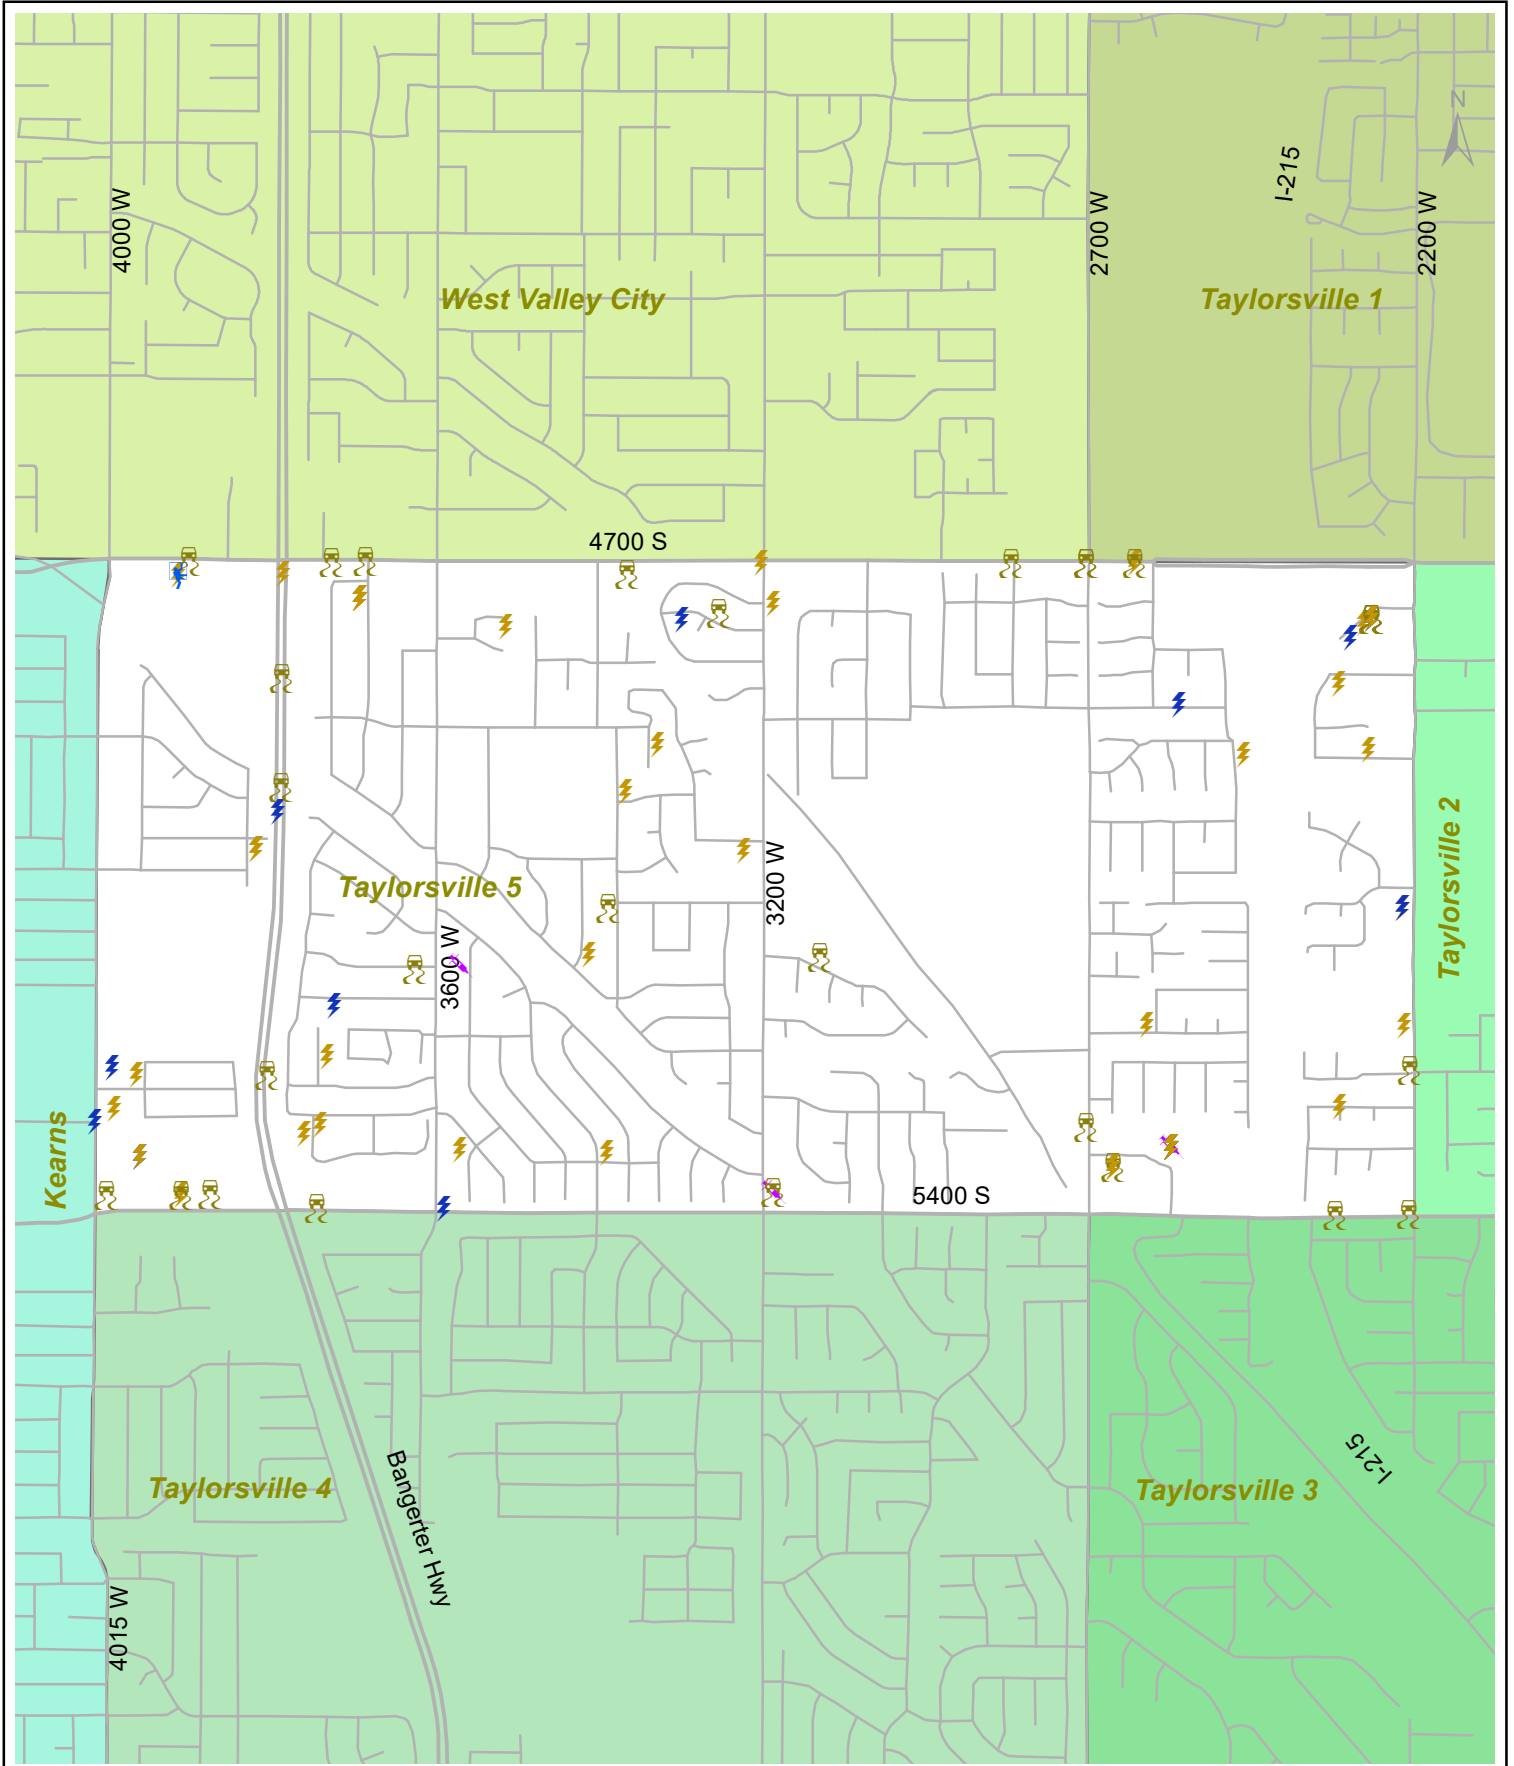 N
I-215
4000 W
2700 W
2200 W
West Valley City
Taylorsville 1
4700 S
Taylorsville 2
3200 W
Taylorsville 5
3600 W
Kearns
5400 S
I-215
Taylorsville 4
Taylorsville 3
Bangerter Hwy
4015 W